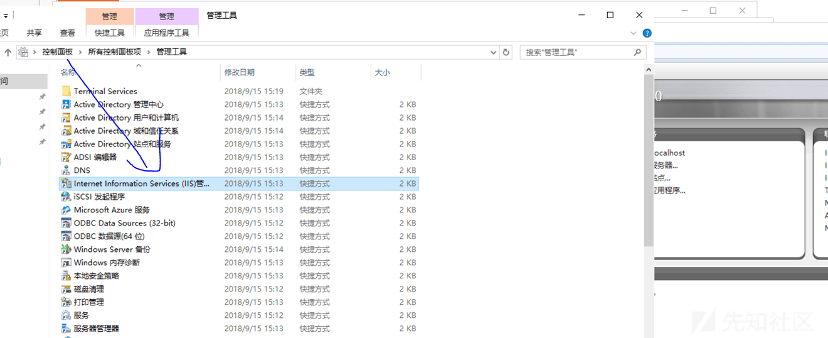 管理 管理 管理工具
页 共享 查看 快捷工具 应用程序工具
控制面板 所有控制面板项 管理工具 搜索"管理工具"
问 名称 修改日期 类型 大小
Terminal Services 2018/9/15 15:19 文件夹
Active Directory 管理中心 2018/9/15 15:13 快捷方式 2 KB
Active Directory 用户和计算机 2018/9/15 15:14 快捷方式 2 KB
Active Directory 域和信任关系 2018/9/15 15:14 快捷方式 2 KB
Active Directory 站点和服务 2018/9/15 15:13 快捷方式 2 KB
ADSI 编辑器 2018/9/15 15:13 快捷方式 2 KB
DNS 2018/9/15 15:13 快捷方式 2 KB
Internet Information Services (IIS)管... 2018/9/15 15:13 快捷方式 2 KB
iSCSI 发起程序 2018/9/15 15:12 快捷方式 2 KB
Microsoft Azure 服务 2018/9/15 15:13 快捷方式 2 KB
ODBC Data Sources (32-bit) 2018/9/15 15:12 快捷方式 2 KB
ODBC 数据源(64 位) 2018/9/15 15:12 快捷方式 2 KB
Windows Server 备份 2018/9/15 15:14 快捷方式 2 KB
Windows 内存诊断 2018/9/15 15:13 快捷方式 2 KB
本地安全策略 2018/9/15 15:13 快捷方式 2 KB
磁盘清理 2018/9/15 15:12 快捷方式 2 KB
打印管理 2018/9/15 15:13 快捷方式 2 KB
服务 2018/9/15 15:12 快捷方式 2 KB
服务器管理器 2018/9/15 15:13 快捷方式 2 KB
ocalhost
服务器...
站点...
应用程序...
先知社区